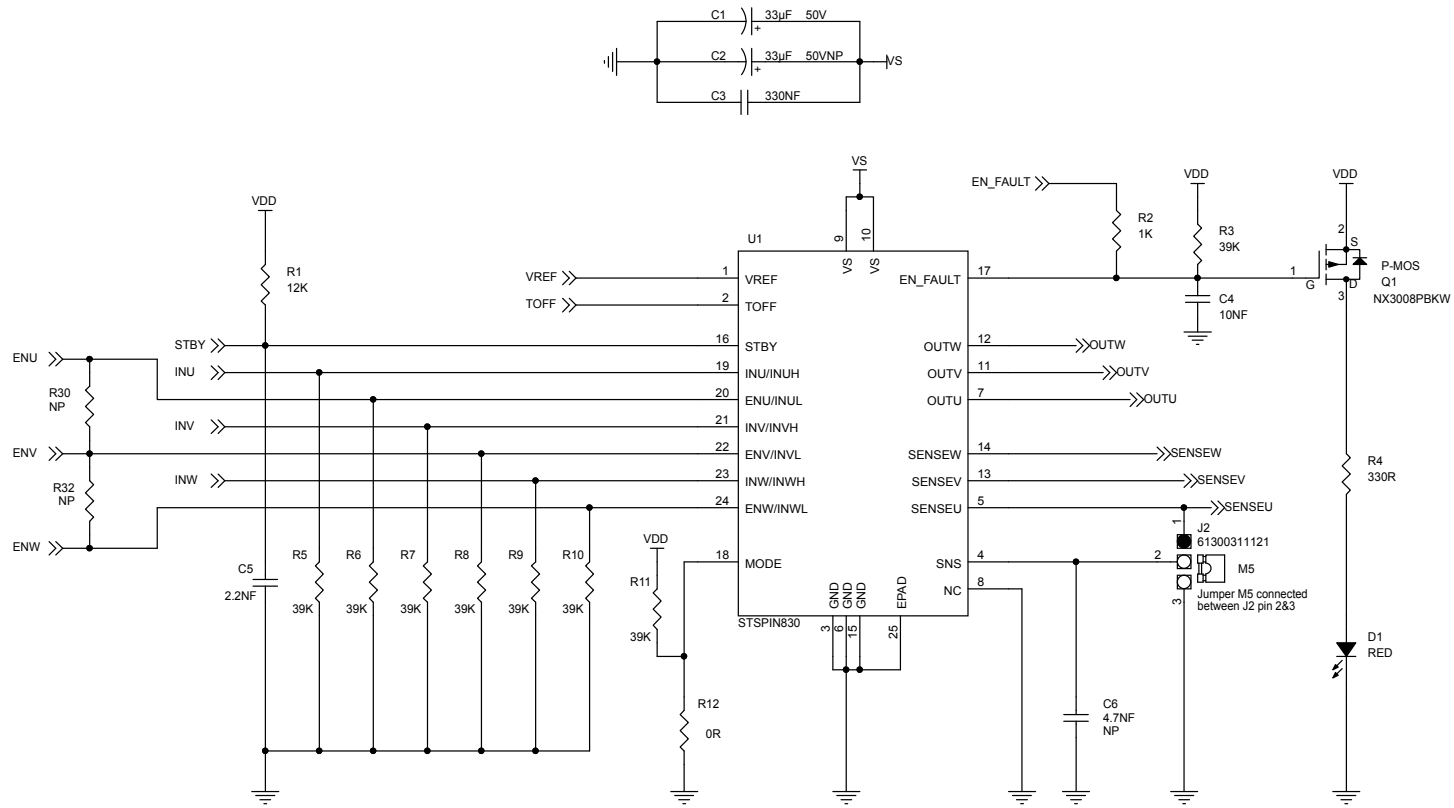 C1 33µF 50V
C2 33µF 50VNP
VS
C3 330NF
VS
EN_FAULT
VDD
VDD
VDD
R1
12K
U1
9
10
VS
VS
R2
1K
R3
39K
2
S
1
G
D
3
P-MOS
Q1
NX3008PBKW
VREF
1
VREF
EN_FAULT
17
TOFF
2
TOFF
C4
10NF
STBY
16
STBY
OUTW
12
OUTW
ENU
INU
19
INU/INUH
OUTV
11
OUTV
R30
NP
20
ENU/INUL
OUTU
7
OUTU
INV
21
INV/INVH
ENV
22
ENV/INVL
SENSEW
14
SENSEW
R32
NP
INW
23
INW/INWH
SENSEV
13
SENSEV
R4
330R
24
ENW/INWL
SENSEU
5
SENSEU
ENW
1
J2
61300311121
VDD
18
MODE
SNS
4
2
M5
NC
8
3
Jumper M5 connected
between J2 pin 2&3
C5
2.2NF
R5
R6
R7
R8
R9
R10
39K
39K
39K
39K
39K
39K
R11
39K
GND
GND
GND
EPAD
STSPIN830
3
6
15
25
D1
RED
R12
0R
C6
4.7NF
NP